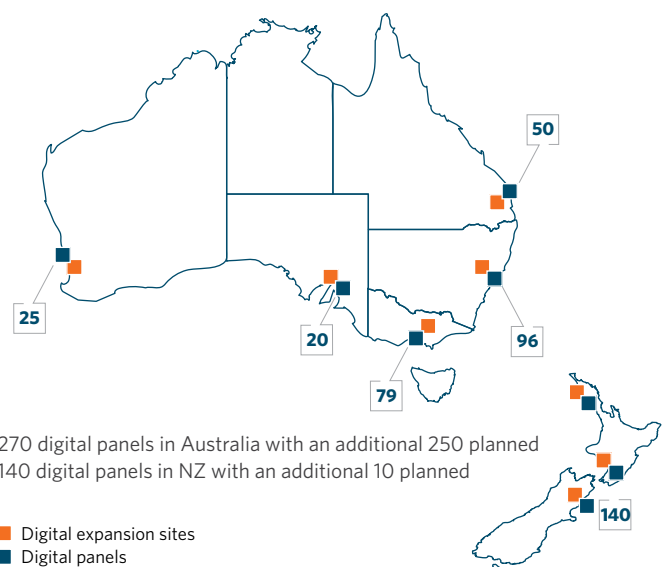 50
25
20
96
79
270 digital panels in Australia with an additional 250 planned
140 digital panels in NZ with an additional 10 planned
140
Digital expansion sites
Digital panels